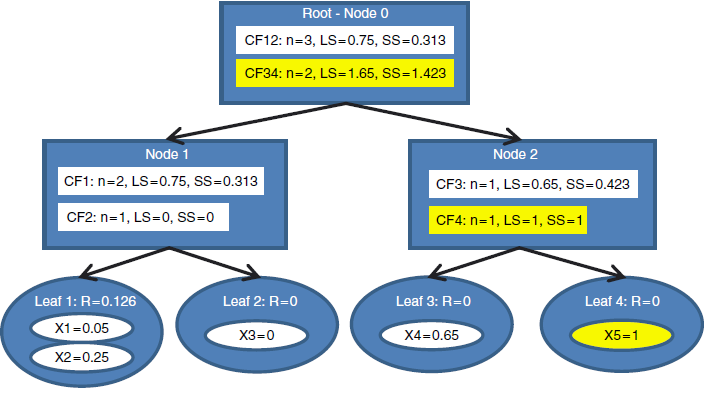 Root - Node 0
CF12: n=3, LS=0.75, SS=0.313
CF34: n=2, LS=1.65, SS=1.423
Node 1
CF1: n=2, LS=0.75, SS=0.313
CF2: n=1, LS=0, SS=0
Node 2
CF3: n=1, LS=0.65, SS=0.423
CF4: n=1, LS=1, SS=1
Leaf 1: R=0.126
X1=0.05
X2=0.25
Leaf 2: R=0
X3=0
Leaf 3: R=0
X4=0.65
Leaf 4: R=0
X5=1